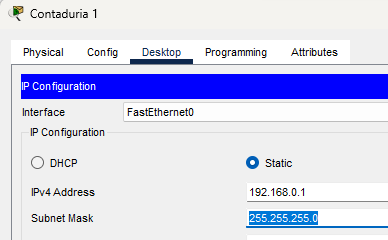 Contaduria 1
Physical Config Desktop Programming Attributes
IP Configuration
Interface FastEthernet0
IP Configuration
DHCP Static
IPv4 Address 192.168.0.1
Subnet Mask 255.255.255.0